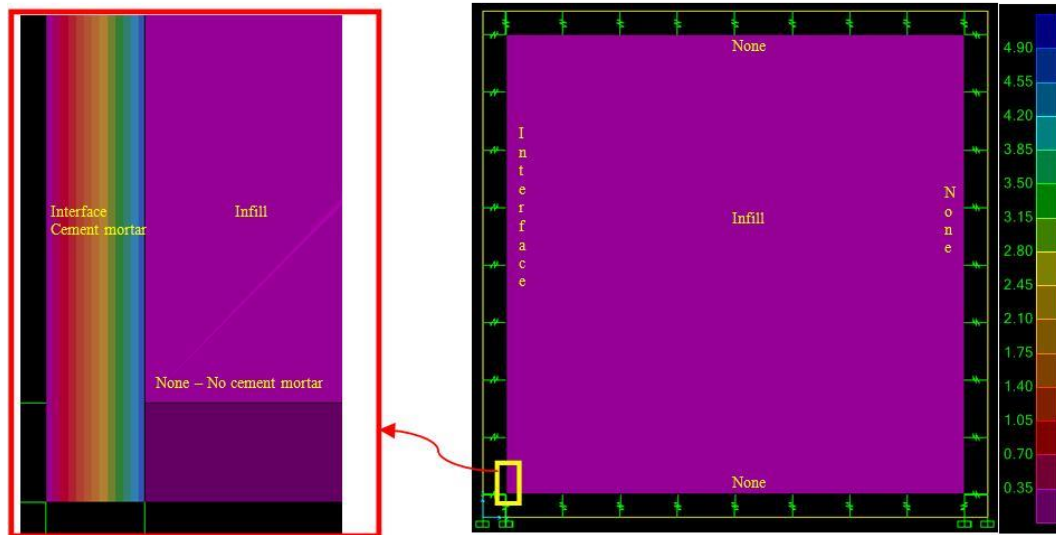 Interface
Cement mortar
Infill
None – No cement mortar
None
Interface
Infill
None
None
4.90
4.55
4.20
3.85
3.50
3.15
2.80
2.45
2.10
1.75
1.40
1.05
0.70
0.35